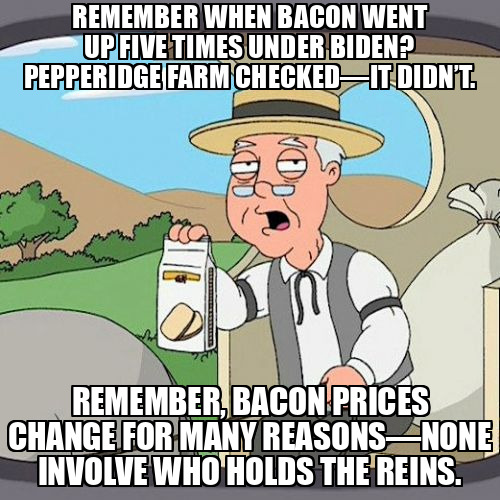 REMEMBER WHEN BACON WENT
UP FIVE TIMES UNDER BIDEN?
PEPPERIDGE FARM CHECKED—IT DIDN'T.
REMEMBER, BACON PRICES
CHANGE FOR MANY REASONS—NONE
INVOLVE WHO HOLDS THE REINS.